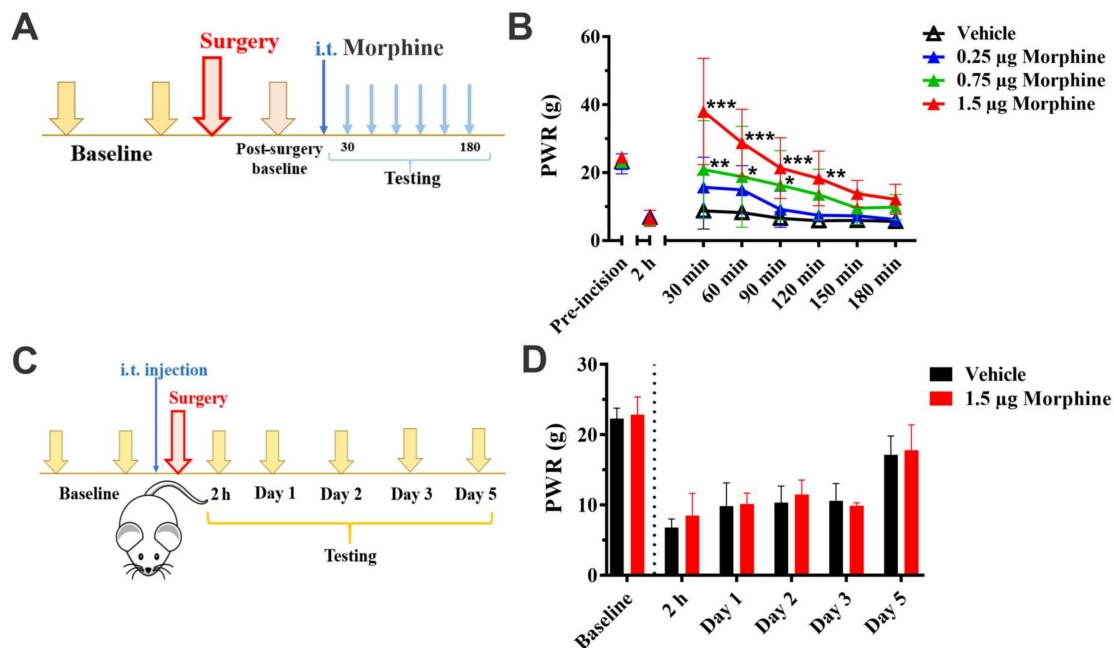 A
Surgery
i.t. Morphine
Baseline
Post-surgery
baseline
30
180
Testing
B
Vehicle
0.25 µg Morphine
0.75 µg Morphine
1.5 µg Morphine
PWR (g)
60
40
20
0
***
***
***
**
**
*
*
Pre-incision
2 h
30 min
60 min
90 min
120 min
150 min
180 min
C
i.t. injection
Surgery
Baseline
2 h
Day 1
Day 2
Day 3
Day 5
Testing
D
Vehicle
1.5 µg Morphine
PWR (g)
30
20
10
0
Baseline
2 h
Day 1
Day 2
Day 3
Day 5